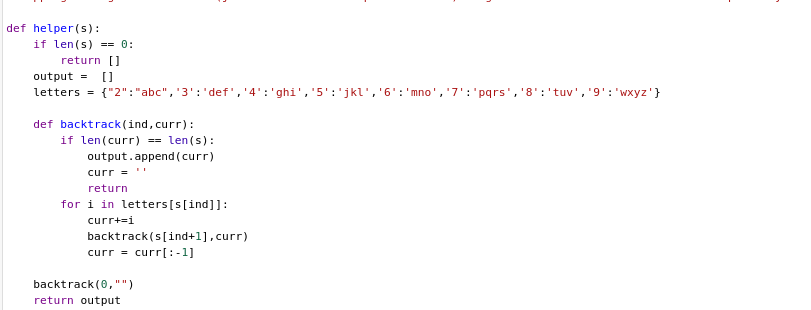 def helper(s):
    if len(s) == 0:
        return []
    output =  []
    letters = {"2":"abc",'3':'def','4':'ghi','5':'jkl','6':'mno','7':'pqrs','8':'tuv','9':'wxyz'}
    def backtrack(ind,curr):
        if len(curr) == len(s):
            output.append(curr)
            curr = ''
            return
        for i in letters[s[ind]]:
            curr+=i
            backtrack(s[ind+1],curr)
            curr = curr[:-1]
    backtrack(0,"")
    return output